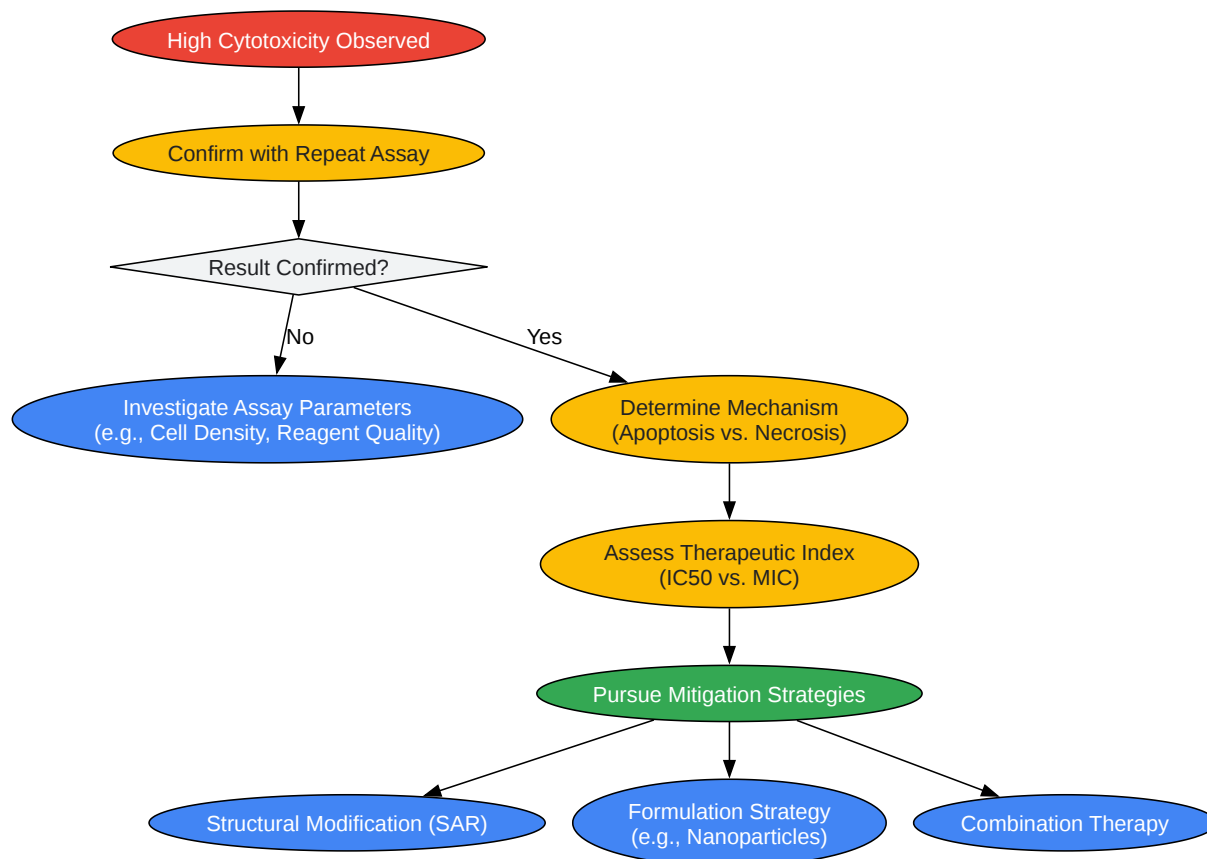 High Cytotoxicity Observed
Confirm with Repeat Assay
Result Confirmed?
No
Yes
Investigate Assay Parameters
(e.g., Cell Density, Reagent Quality)
Determine Mechanism
(Apoptosis vs. Necrosis)
Assess Therapeutic Index
(IC50 vs. MIC)
Pursue Mitigation Strategies
Structural Modification (SAR)
Formulation Strategy
(e.g., Nanoparticles)
Combination Therapy